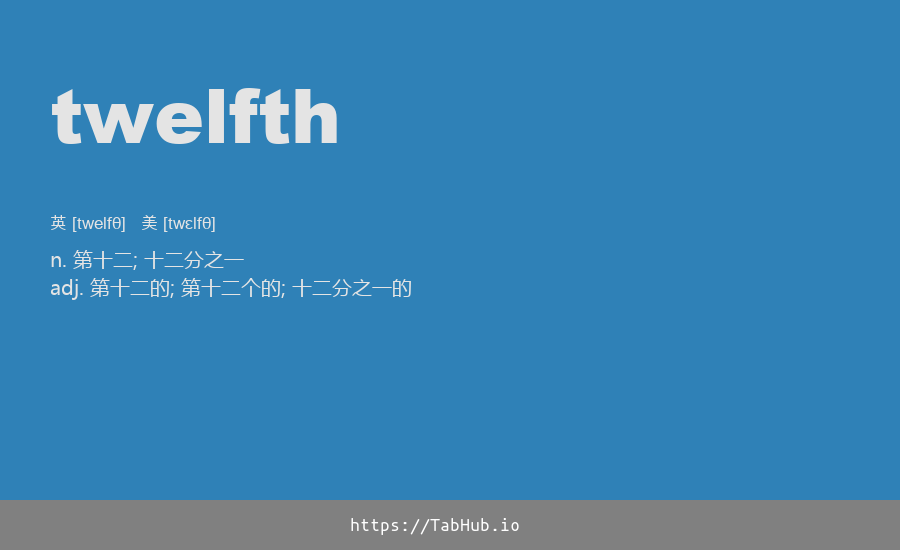 twelfth
英 [twelfθ] 美 [twɛlfθ]
n. 第十二; 十二分之一
adj. 第十二的; 第十二个的; 十二分之一的
https://TabHub.io